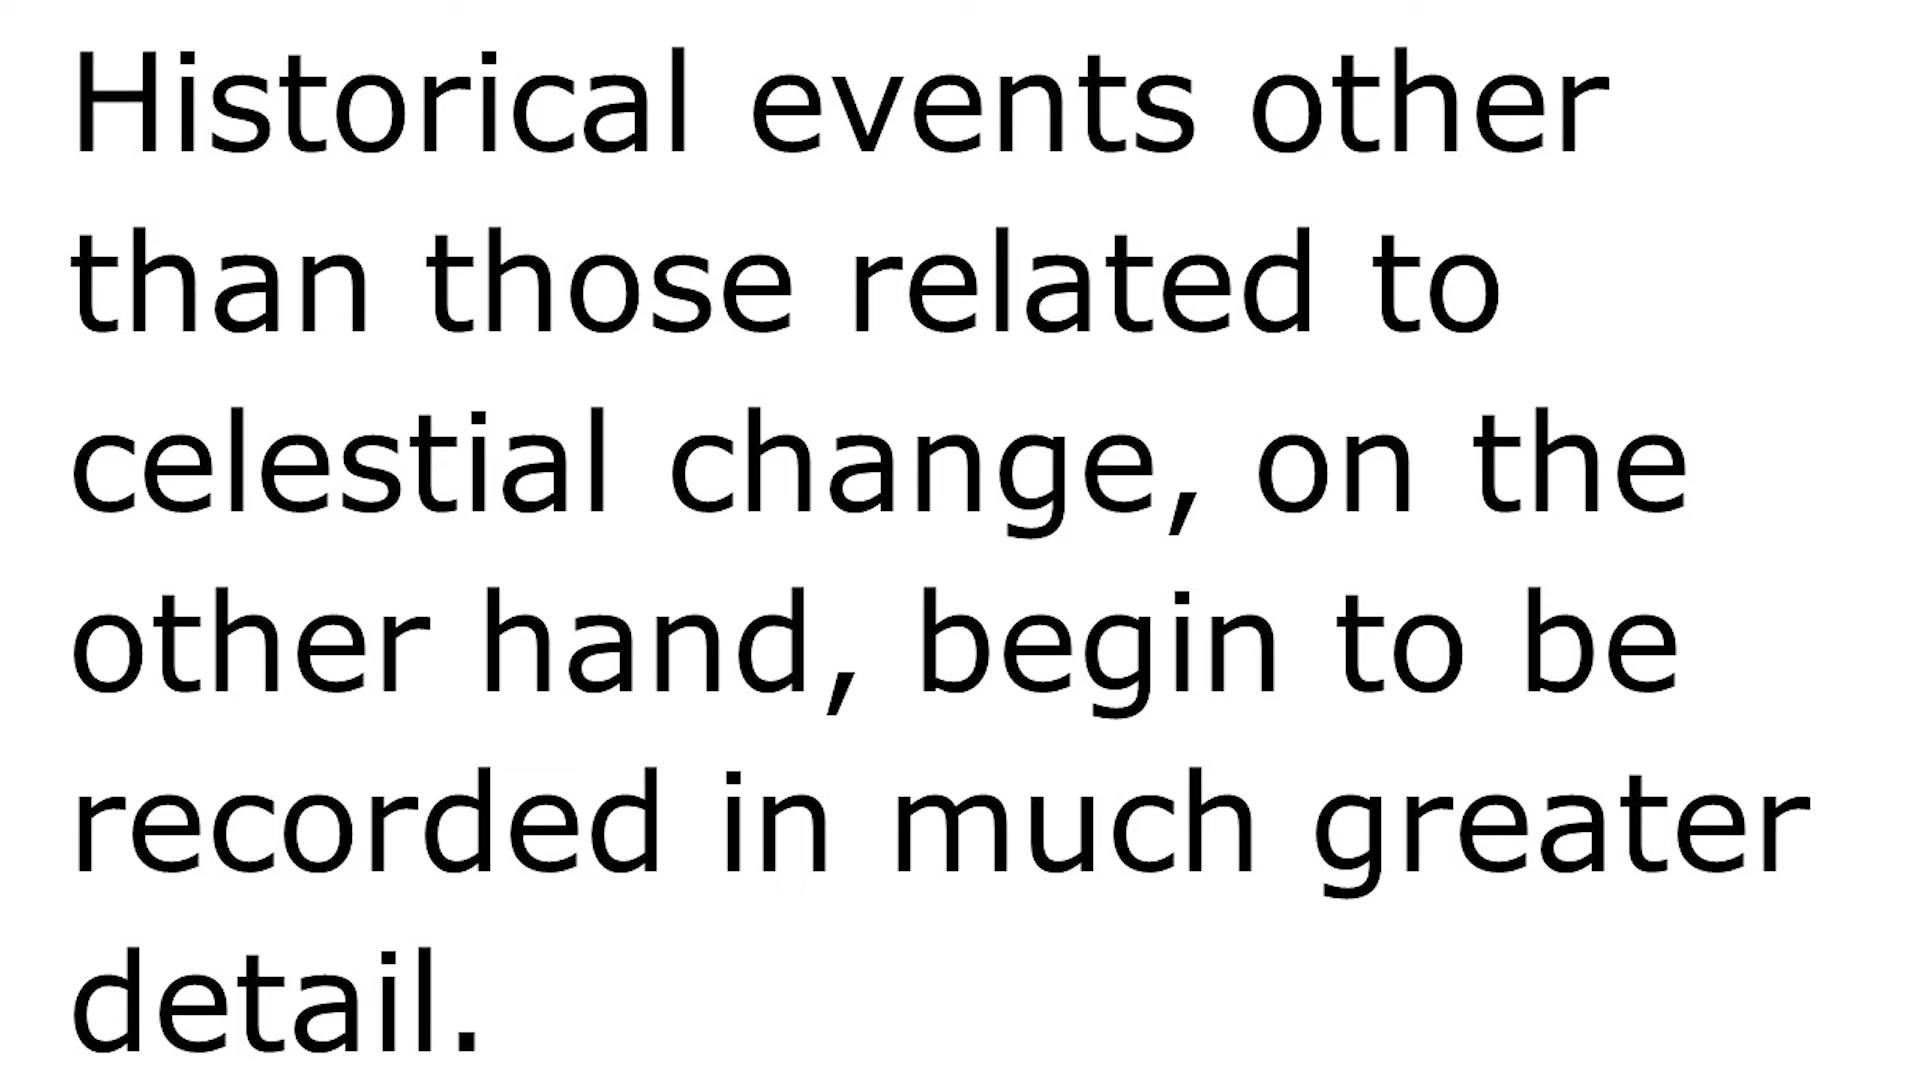 Historical events other
than those related to
celestial change, on the
other hand, begin to be
recorded in much greater
detail.